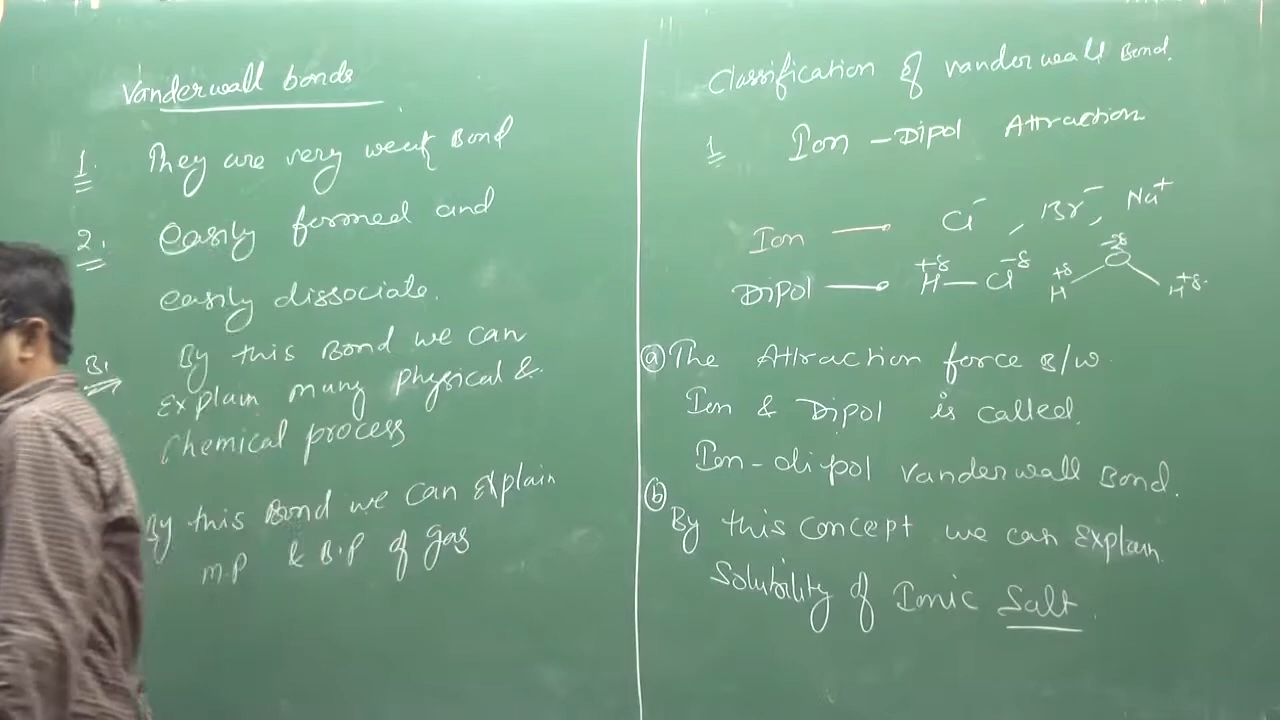 Vanderwall bonds
1. They are very weak Bond
2. easily formed and
easily dissociate.
3. By this Bond we can
explain many physical &
chemical process
By this Bond we can explain
M.P & B.P of gas
Classification of vanderwall Bond.
1 Ion - Dipol Attraction
Ion — Cl⁻, Br⁻, Na⁺
+δ -δ -δ
Dipol — H — Cl +δ H O H +δ
(a) The Attraction force B/w
Ion & Dipol is called.
Ion-dipol vanderwall Bond.
(b)
By this concept we can explain
Solubility of Ionic Salt.